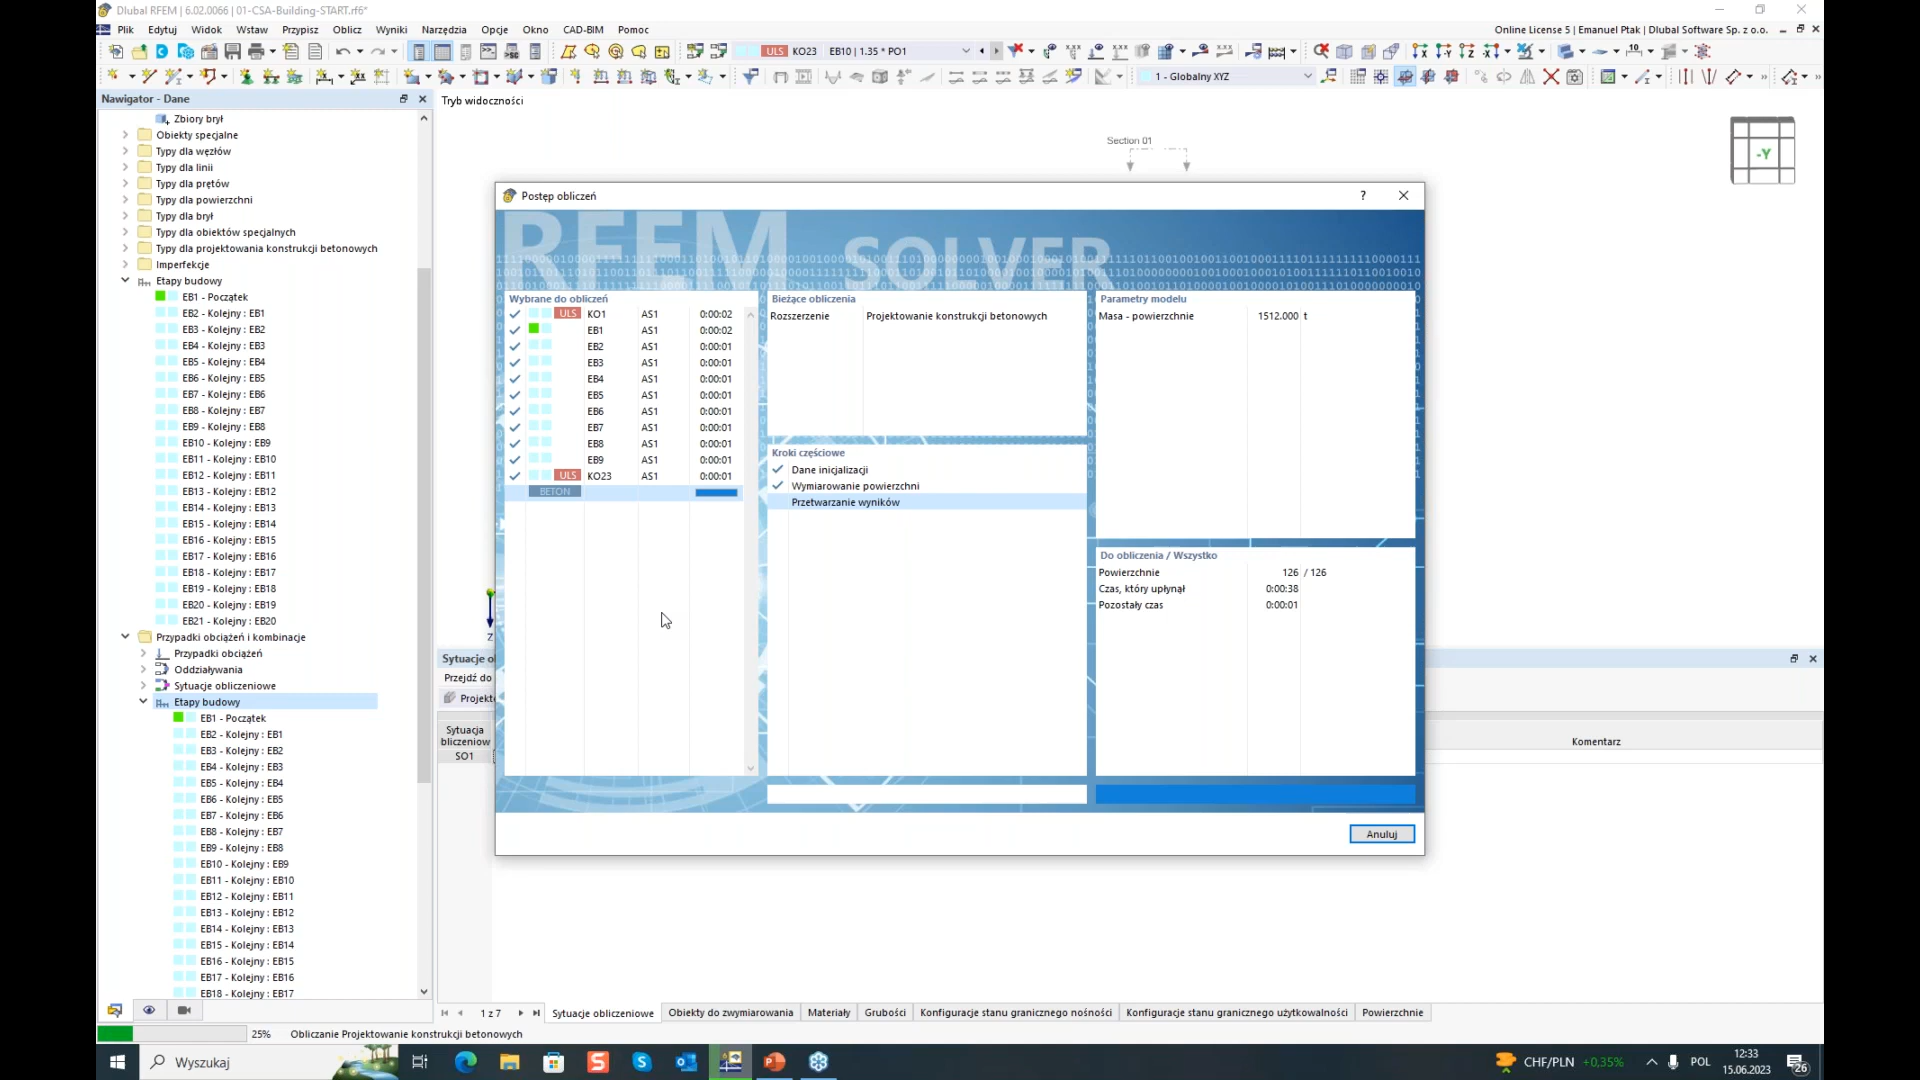 Dlubal RFEM | 6.02.0066 | 01-CSA-Building-START.rf6*
Plik Edytuj Widok Wstaw Przypisz Oblicz Wyniki Narzędzia Opcje Okno CAD-BIM Pomoc
Online License 5 | Emanuel Ptak | Dlubal Software Sp. z o.o.
ULS KO23 EB10 | 1.35 * PO1
1 - Globalny XYZ
Nawigator - Dane
Tryb widoczności
Zbiory brył
Obiekty specjalne
Typy dla węzłów
Typy dla linii
Typy dla prętów
Typy dla powierzchni
Typy dla brył
Typy dla obiektów specjalnych
Typy dla projektowania konstrukcji betonowych
Imperfekcje
Etapy budowy
EB1 - Początek
EB2 - Kolejny : EB1
EB3 - Kolejny : EB2
EB4 - Kolejny : EB3
EB5 - Kolejny : EB4
EB6 - Kolejny : EB5
EB7 - Kolejny : EB6
EB8 - Kolejny : EB7
EB9 - Kolejny : EB8
EB10 - Kolejny : EB9
EB11 - Kolejny : EB10
EB12 - Kolejny : EB11
EB13 - Kolejny : EB12
EB14 - Kolejny : EB13
EB15 - Kolejny : EB14
EB16 - Kolejny : EB15
EB17 - Kolejny : EB16
EB18 - Kolejny : EB17
EB19 - Kolejny : EB18
EB20 - Kolejny : EB19
EB21 - Kolejny : EB20
Przypadki obciążeń i kombinacje
Przypadki obciążeń
Oddziaływania
Sytuacje obliczeniowe
Etapy budowy
EB1 - Początek
EB2 - Kolejny : EB1
EB3 - Kolejny : EB2
EB4 - Kolejny : EB3
EB5 - Kolejny : EB4
EB6 - Kolejny : EB5
EB7 - Kolejny : EB6
EB8 - Kolejny : EB7
EB9 - Kolejny : EB8
EB10 - Kolejny : EB9
EB11 - Kolejny : EB10
EB12 - Kolejny : EB11
EB13 - Kolejny : EB12
EB14 - Kolejny : EB13
EB15 - Kolejny : EB14
EB16 - Kolejny : EB15
EB17 - Kolejny : EB16
EB18 - Kolejny : EB17
Section 01
-Y
Z
Postęp obliczeń
RFEM SOLVER
Wybrane do obliczeń
ULS KO1 AS1 0:00:02
EB1 AS1 0:00:02
EB2 AS1 0:00:01
EB3 AS1 0:00:01
EB4 AS1 0:00:01
EB5 AS1 0:00:01
EB6 AS1 0:00:01
EB7 AS1 0:00:01
EB8 AS1 0:00:01
EB9 AS1 0:00:01
ULS KO23 AS1 0:00:01
BETON
Bieżące obliczenia
Rozszerzenie Projektowanie konstrukcji betonowych
Kroki częściowe
Dane inicjalizacji
Wymiarowanie powierzchni
Przetwarzanie wyników
Parametry modelu
Masa - powierzchnie 1512.000 t
Do obliczenia / Wszystko
Powierzchnie 126 / 126
Czas, który upłynął 0:00:38
Pozostały czas 0:00:01
Anuluj
Przejdź do
Sytuacja
SO1
Komentarz
1 z 7
Sytuacje obliczeniowe Obiekty do zwymiarowania Materiały Grubości Konfiguracje stanu granicznego nośności Konfiguracje stanu granicznego użytkowalności Powierzchnie
25% Obliczanie Projektowanie konstrukcji betonowych
Wyszukaj
CHF/PLN +0,35%
POL
12:33
15.06.2023
26